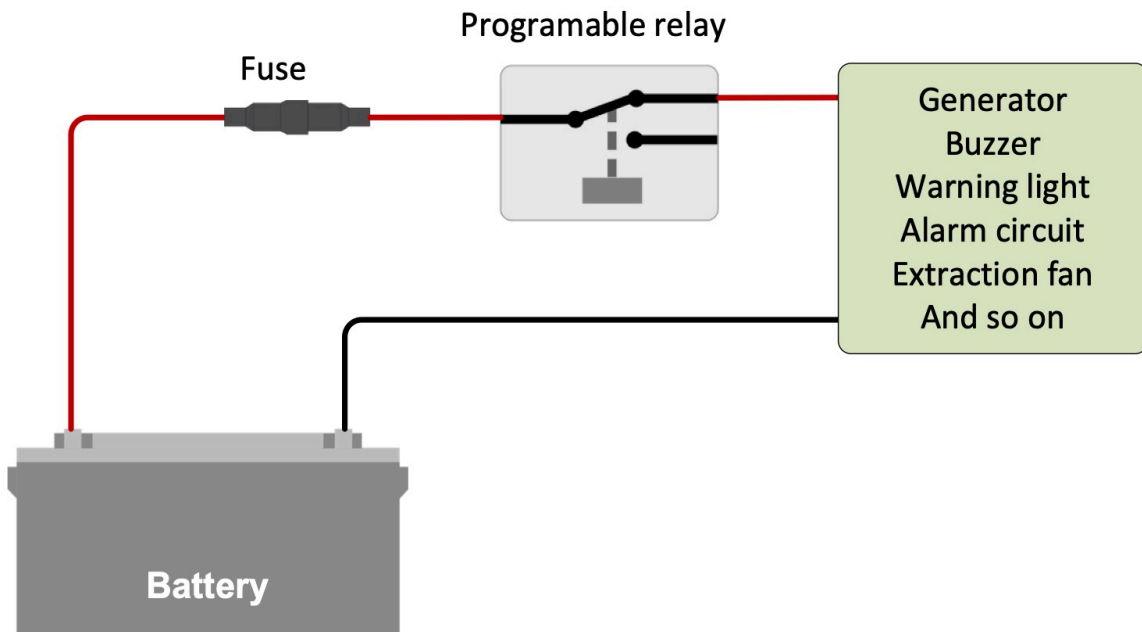 Programable relay
Fuse
Generator
Buzzer
Warning light
Alarm circuit
Extraction fan
And so on
Battery